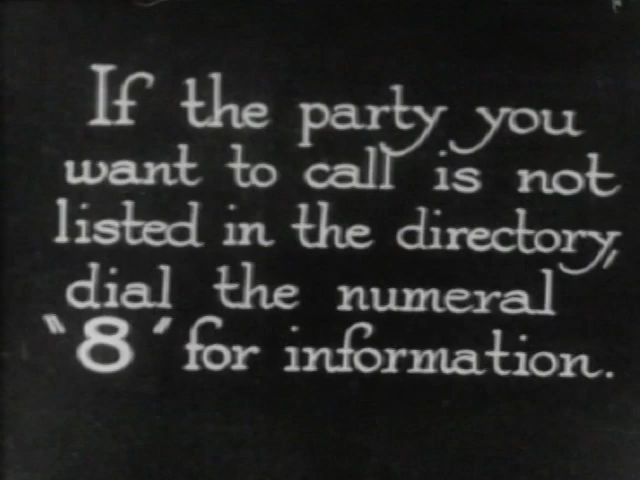 If the party you
want to call is not
listed in the directory,
dial the numeral
"8" for information.